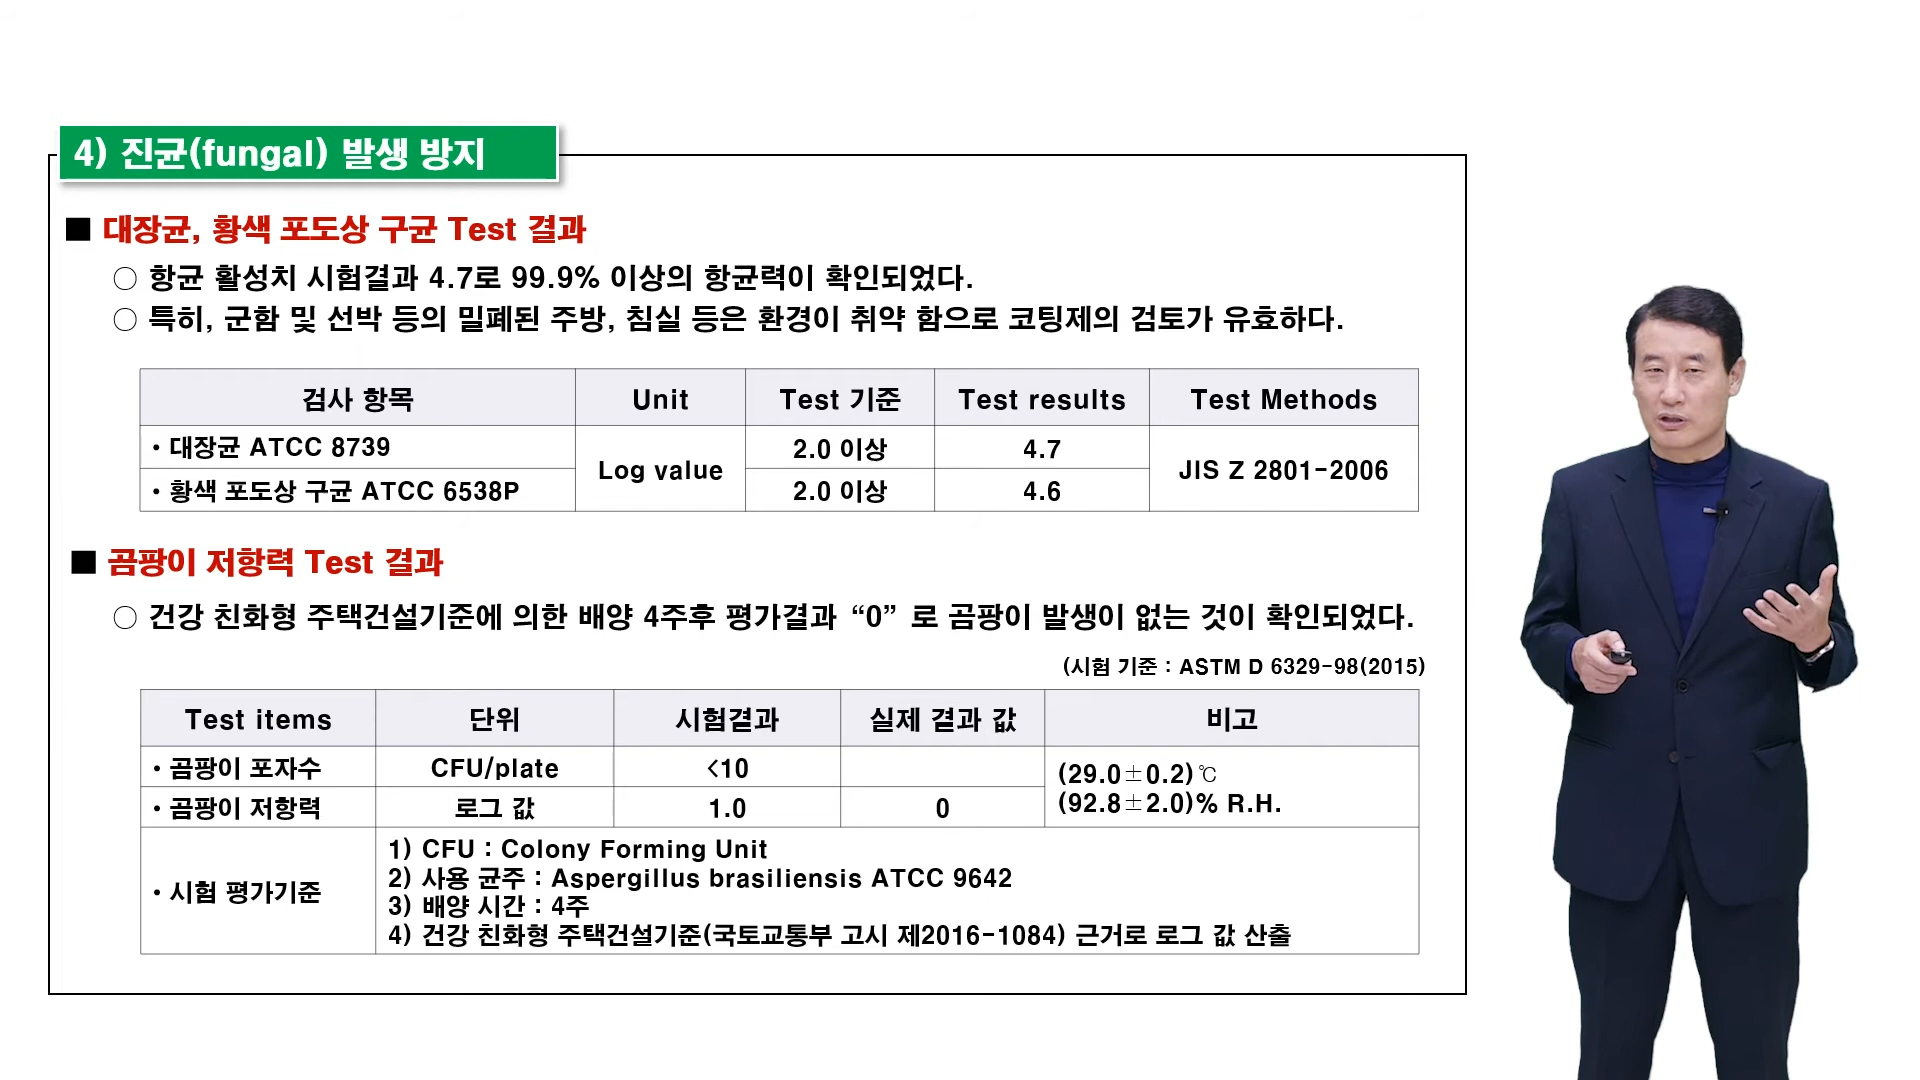 4) 진균(fungal) 발생 방지
■ 대장균, 황색 포도상 구균 Test 결과
○ 항균 활성치 시험결과 4.7로 99.9% 이상의 항균력이 확인되었다.
○ 특히, 군함 및 선박 등의 밀폐된 주방, 침실 등은 환경이 취약 함으로 코팅제의 검토가 유효하다.
검사 항목 Unit Test 기준 Test results Test Methods
• 대장균 ATCC 8739 Log value 2.0 이상 4.7 JIS Z 2801-2006
• 황색 포도상 구균 ATCC 6538P 2.0 이상 4.6
■ 곰팡이 저항력 Test 결과
○ 건강 친화형 주택건설기준에 의한 배양 4주후 평가결과 “0” 로 곰팡이 발생이 없는 것이 확인되었다.
(시험 기준 : ASTM D 6329-98(2015)
Test items 단위 시험결과 실제 결과 값 비고
• 곰팡이 포자수 CFU/plate <10 (29.0±0.2)℃
• 곰팡이 저항력 로그 값 1.0 0 (92.8±2.0)% R.H.
• 시험 평가기준
1) CFU : Colony Forming Unit
2) 사용 균주 : Aspergillus brasiliensis ATCC 9642
3) 배양 시간 : 4주
4) 건강 친화형 주택건설기준(국토교통부 고시 제2016-1084) 근거로 로그 값 산출